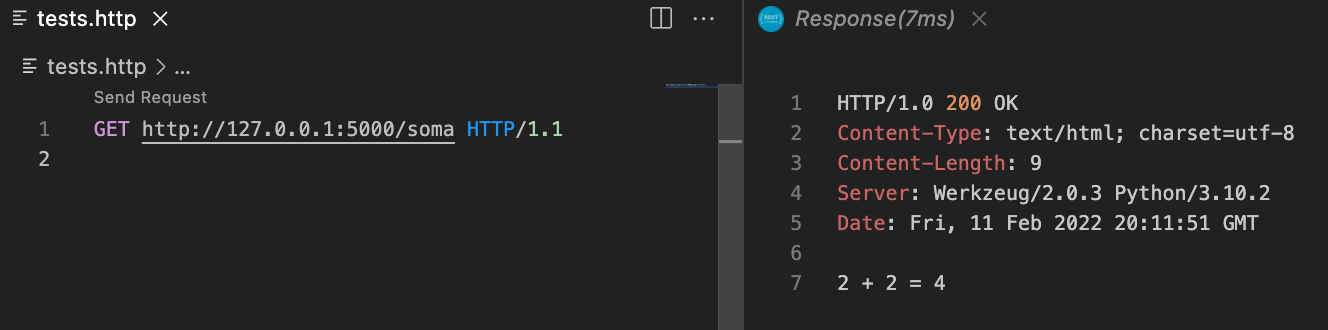 tests.http
tests.http > ...
Send Request
1 GET http://127.0.0.1:5000/soma HTTP/1.1
2
Response(7ms)
1 HTTP/1.0 200 OK
2 Content-Type: text/html; charset=utf-8
3 Content-Length: 9
4 Server: Werkzeug/2.0.3 Python/3.10.2
5 Date: Fri, 11 Feb 2022 20:11:51 GMT
6
7 2 + 2 = 4